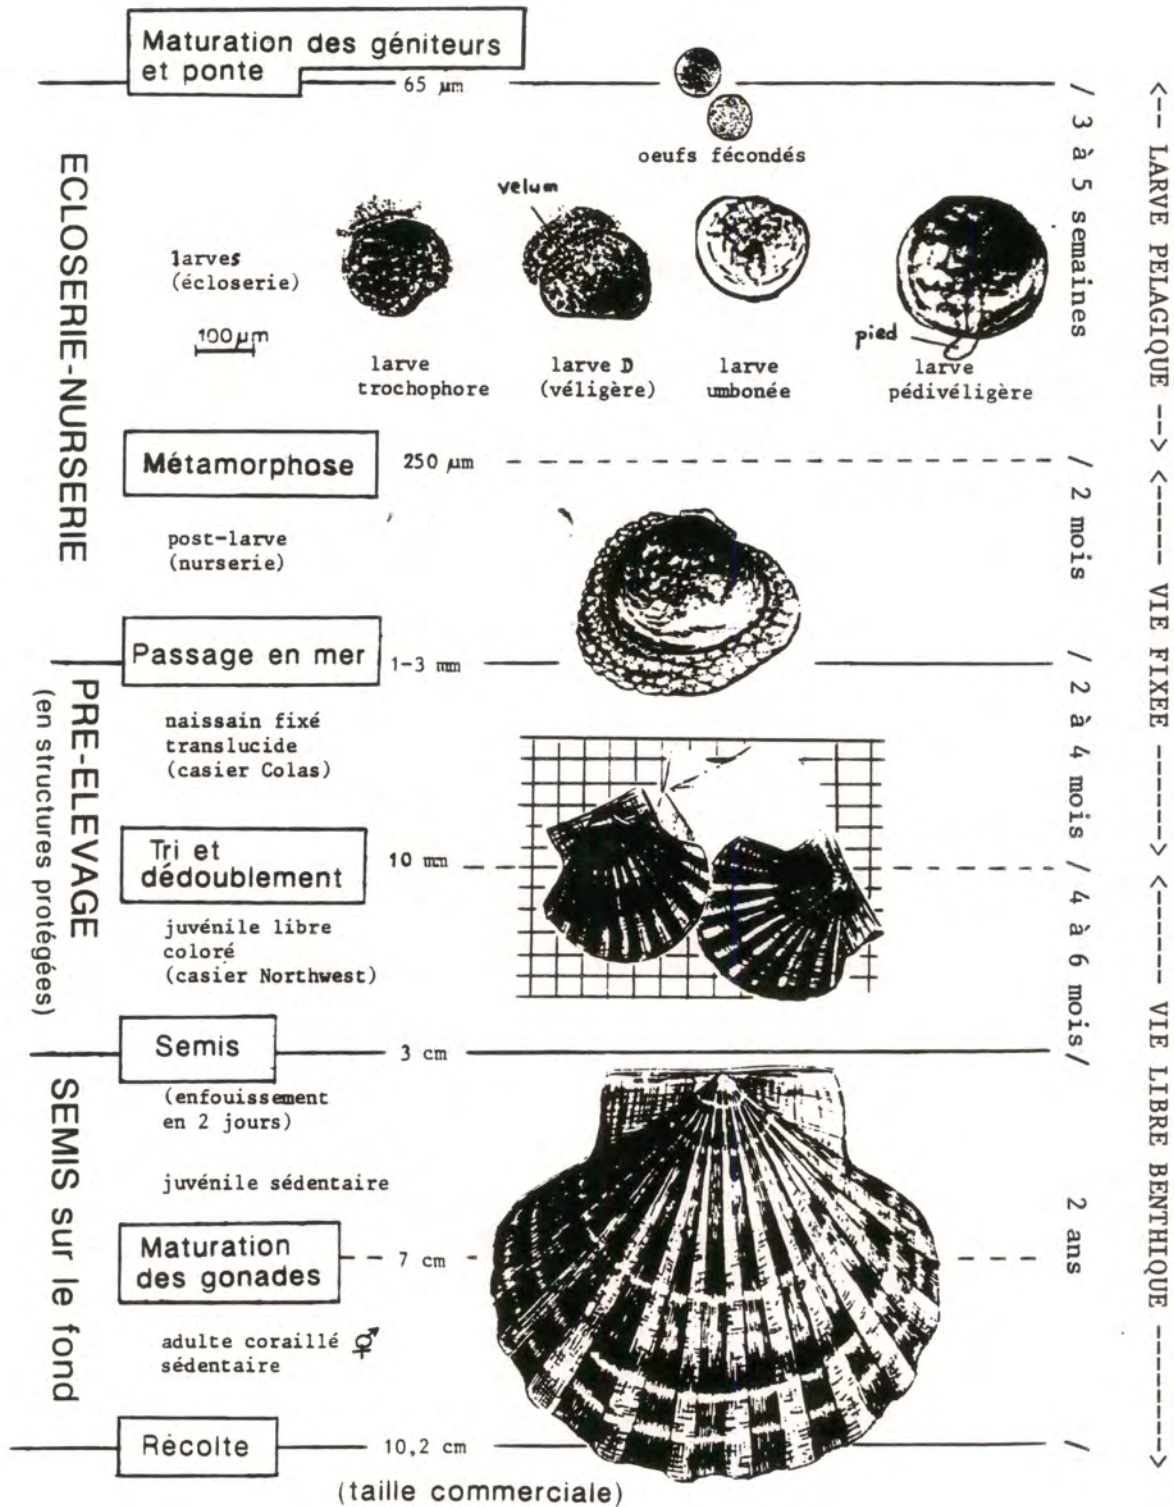 Maturation des géniteurs
et ponte
65 µm
oeufs fécondés
velum
larves
(écloserie)
100 µm
pied
larve
trochophore
larve D
(véligère)
larve
umbonée
larve
pédivéligère
Métamorphose
250 µm
post-larve
(nurserie)
Passage en mer
1-3 mm
naissain fixé
translucide
(casier Colas)
Tri et
dédoublement
10 mm
juvénile libre
coloré
(casier Northwest)
Semis
3 cm
(enfouissement
en 2 jours)
juvénile sédentaire
Maturation
des gonades
7 cm
adulte coraillé ⚥
sédentaire
Récolte
10,2 cm
(taille commerciale)
ECLOSERIE-NURSERIE
PRE-ELEVAGE
(en structures protégées)
SEMIS sur le fond
/ 3 à 5 semaines / 2 mois / 2 à 4 mois / 4 à 6 mois/ 2 ans /
<-- LARVE PELAGIQUE --> <----- VIE FIXEE ------> <----- VIE LIBRE BENTHIQUE -------->